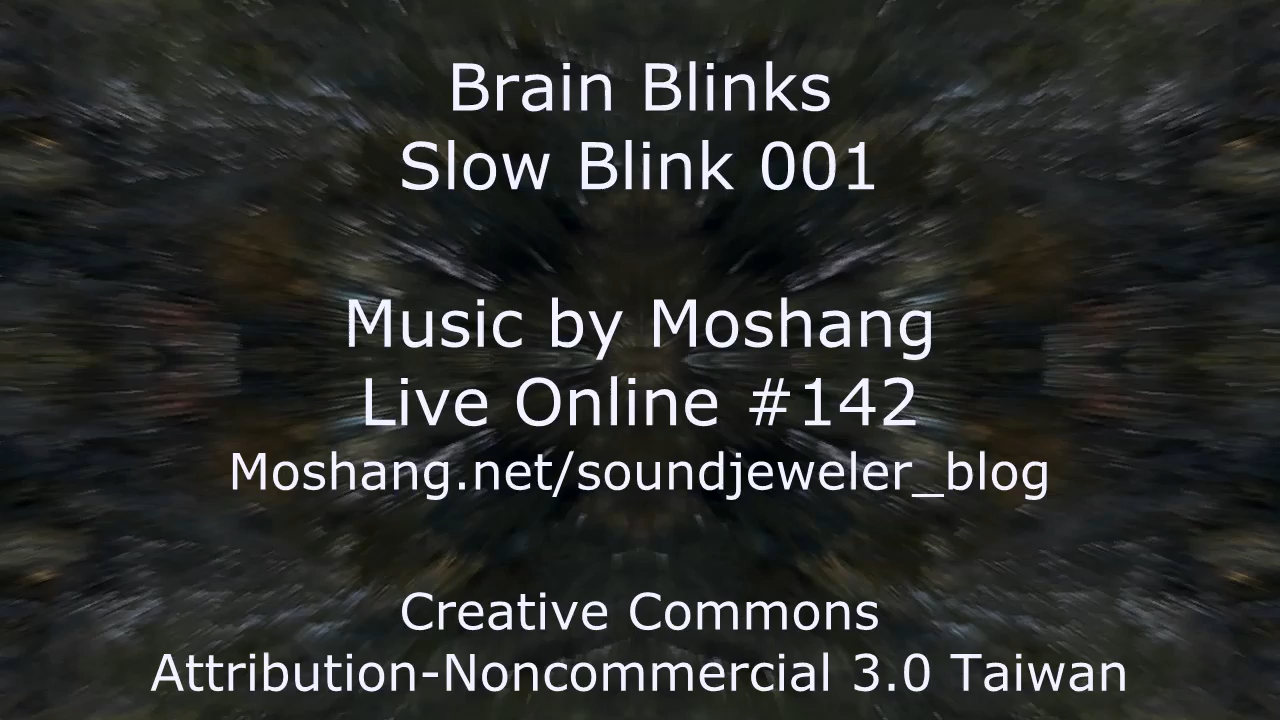 Brain Blinks
Slow Blink 001
Music by Moshang
Live Online #142
Moshang.net/soundjeweler_blog
Creative Commons
Attribution-Noncommercial 3.0 Taiwan